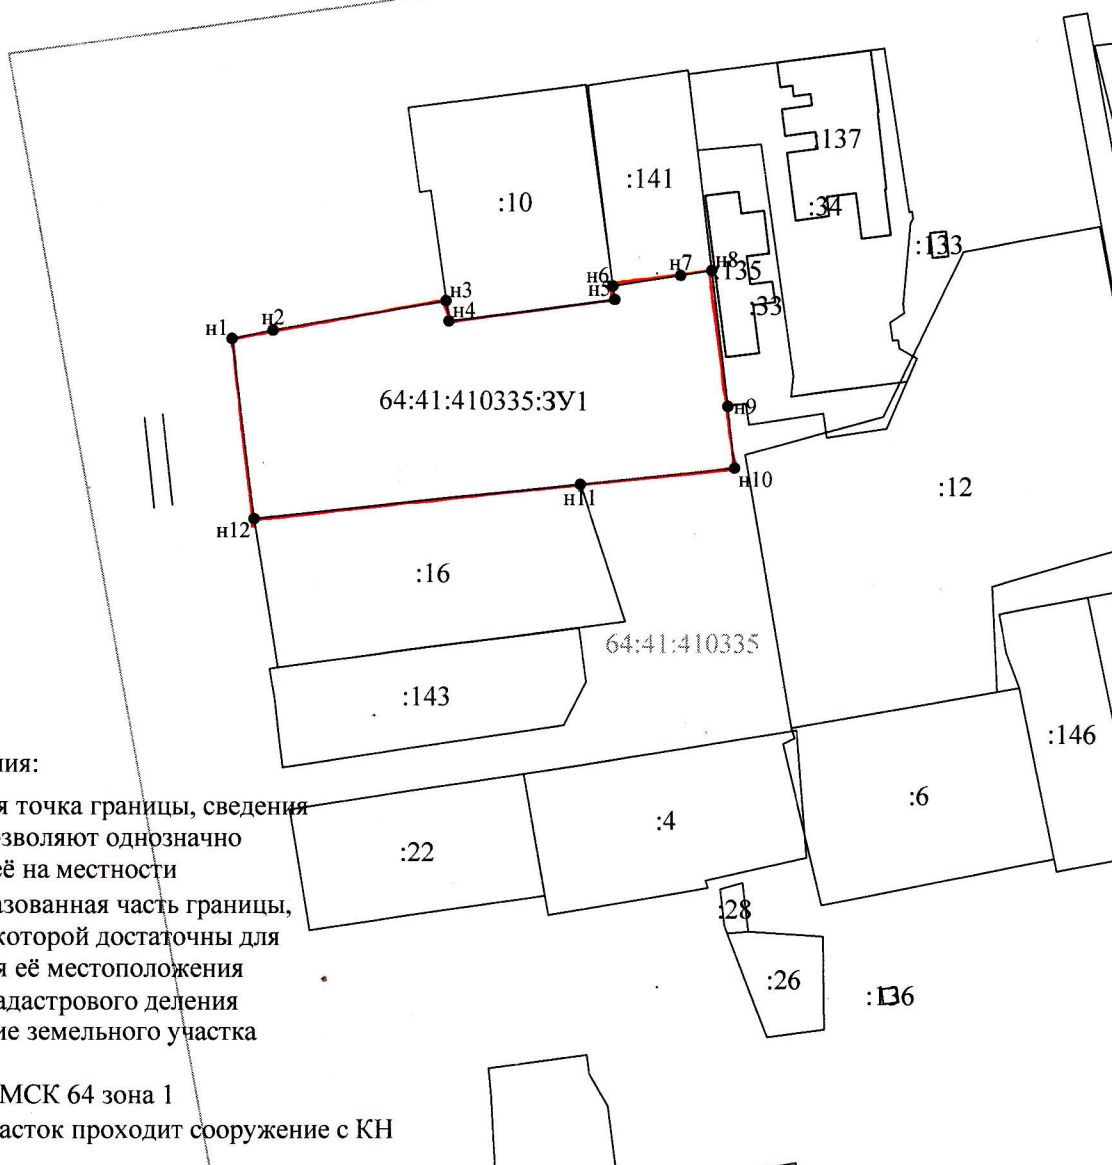 :137
:141
:10
:34
:133
н8
н7
:135
н6
н5
н3
:33
н4
н2
н1
64:41:410335:ЗУ1
н9
н10
:12
н11
н12
:16
64:41:410335
:143
:146
ия:
:6
я точка границы, сведения
зволяют однозначно
:4
:22
её на местности
азованная часть границы,
:28
которой достаточны для
я её местоположения
:26
адастрового деления
:136
ие земельного участка
МСК 64 зона 1
асток проходит сооружение с КН